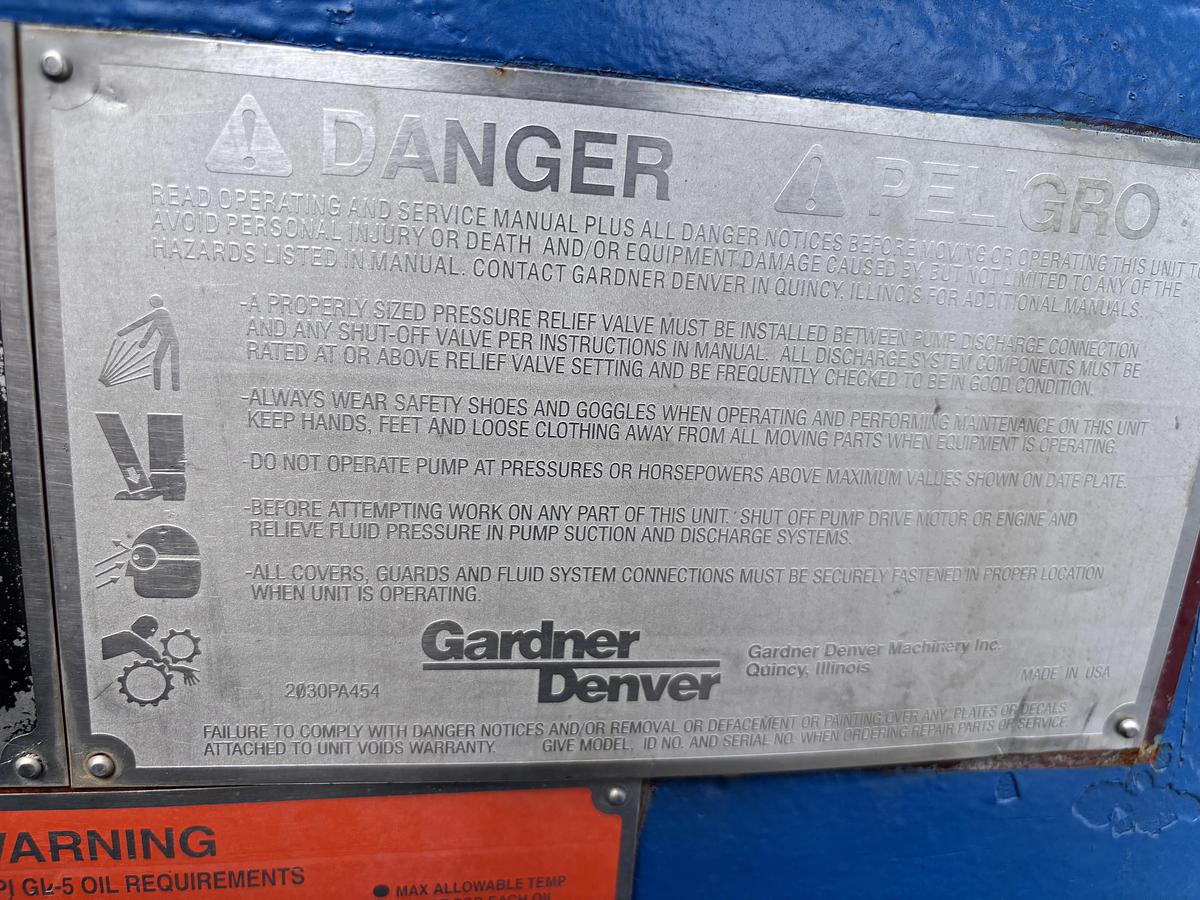 DANGER
PELIGRO
READ OPERATING AND SERVICE MANUAL PLUS ALL DANGER NOTICES BEFORE MOVING OR OPERATING THIS UNIT TO
AVOID PERSONAL INJURY OR DEATH AND/OR EQUIPMENT DAMAGE CAUSED BY, BUT NOT LIMITED TO ANY OF THE
HAZARDS LISTED IN MANUAL. CONTACT GARDNER DENVER IN QUINCY, ILLINOIS FOR ADDITIONAL MANUALS.
-A PROPERLY SIZED PRESSURE RELIEF VALVE MUST BE INSTALLED BETWEEN PUMP DISCHARGE CONNECTION
AND ANY SHUT-OFF VALVE PER INSTRUCTIONS IN MANUAL. ALL DISCHARGE SYSTEM COMPONENTS MUST BE
RATED AT OR ABOVE RELIEF VALVE SETTING AND BE FREQUENTLY CHECKED TO BE IN GOOD CONDITION.
-ALWAYS WEAR SAFETY SHOES AND GOGGLES WHEN OPERATING AND PERFORMING MAINTENANCE ON THIS UNIT
KEEP HANDS, FEET AND LOOSE CLOTHING AWAY FROM ALL MOVING PARTS WHEN EQUIPMENT IS OPERATING.
-DO NOT OPERATE PUMP AT PRESSURES OR HORSEPOWERS ABOVE MAXIMUM VALUES SHOWN ON DATE PLATE.
-BEFORE ATTEMPTING WORK ON ANY PART OF THIS UNIT. SHUT OFF PUMP DRIVE MOTOR OR ENGINE AND
RELIEVE FLUID PRESSURE IN PUMP SUCTION AND DISCHARGE SYSTEMS.
-ALL COVERS, GUARDS AND FLUID SYSTEM CONNECTIONS MUST BE SECURELY FASTENED IN PROPER LOCATION
WHEN UNIT IS OPERATING.
Gardner
Denver
Gardner Denver Machinery Inc.
Quincy, Illinois
2030PA454
MADE IN USA
FAILURE TO COMPLY WITH DANGER NOTICES AND/OR REMOVAL OR DEFACEMENT OR PAINTING OVER ANY PLATES OR DECALS
ATTACHED TO UNIT VOIDS WARRANTY. GIVE MODEL, ID NO. AND SERIAL NO. WHEN ORDERING REPAIR PARTS OR SERVICE
WARNING
GL-5 OIL REQUIREMENTS
● MAX ALLOWABLE TEMP